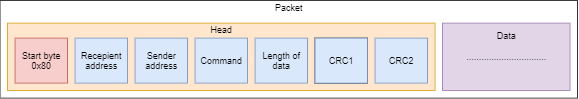 Packet
Head
Start byte
0x80
Recepient
address
Sender
address
Command
Length of
data
CRC1
CRC2
Data
................................